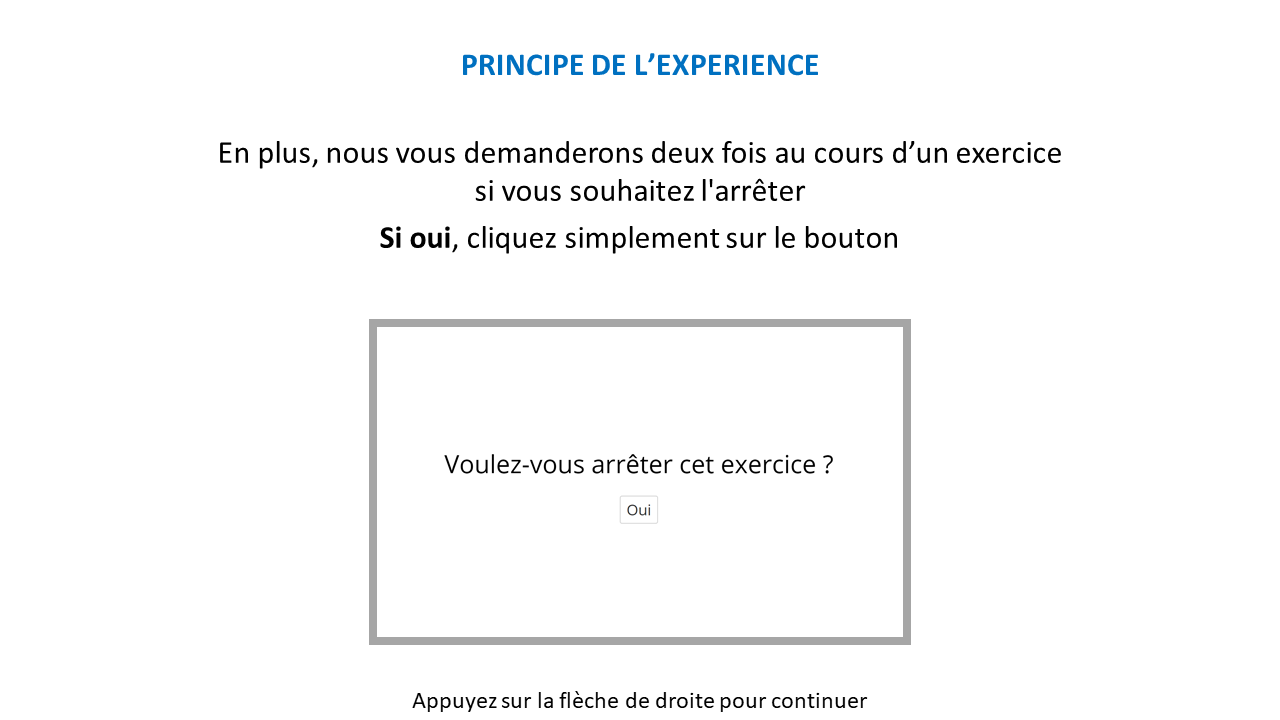 PRINCIPE DE L’EXPERIENCE
En plus, nous vous demanderons deux fois au cours d’un exercice
si vous souhaitez l'arrêter
Si oui, cliquez simplement sur le bouton
Voulez-vous arrêter cet exercice ?
Oui
Appuyez sur la flèche de droite pour continuer